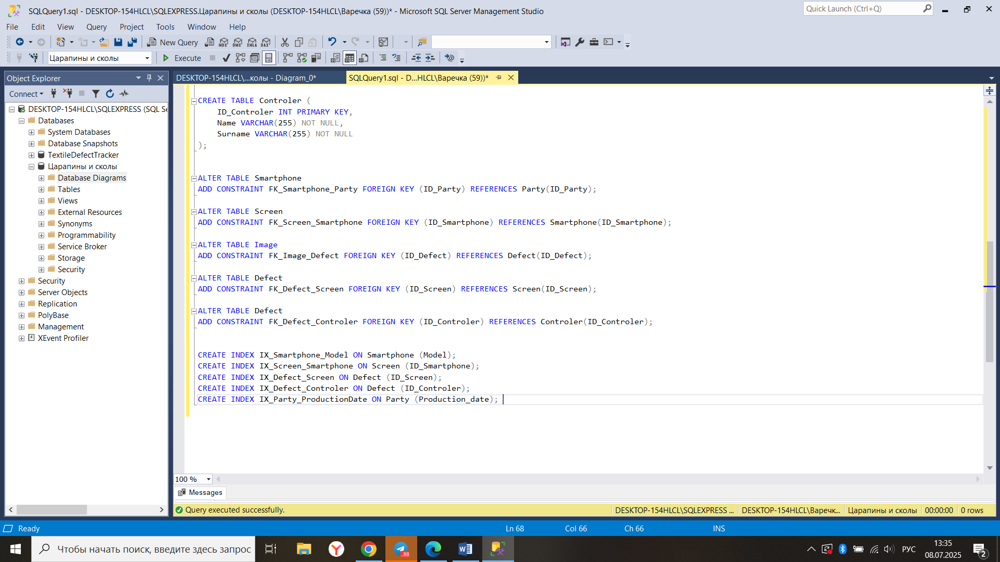 SQLQuery1.sql - DESKTOP-154HLCL\SQLEXPRESS.Царапины и сколы (DESKTOP-154HLCL\Варечка (59))* - Microsoft SQL Server Management Studio
Quick Launch (Ctrl+Q)
File Edit View Query Project Tools Window Help
New Query MDX DMX XMLA DAX
Царапины и сколы Execute
Object Explorer
DESKTOP-154HLCL\...колы - Diagram_0*
SQLQuery1.sql - D...HLCL\Варечка (59))*
Connect
DESKTOP-154HLCL\SQLEXPRESS (SQL Se
Databases
System Databases
Database Snapshots
TextileDefectTracker
Царапины и сколы
Database Diagrams
Tables
Views
External Resources
Synonyms
Programmability
Service Broker
Storage
Security
Security
Server Objects
Replication
PolyBase
Management
XEvent Profiler
CREATE TABLE Controler (
ID_Controler INT PRIMARY KEY,
Name VARCHAR(255) NOT NULL,
Surname VARCHAR(255) NOT NULL
);
ALTER TABLE Smartphone
ADD CONSTRAINT FK_Smartphone_Party FOREIGN KEY (ID_Party) REFERENCES Party(ID_Party);
ALTER TABLE Screen
ADD CONSTRAINT FK_Screen_Smartphone FOREIGN KEY (ID_Smartphone) REFERENCES Smartphone(ID_Smartphone);
ALTER TABLE Image
ADD CONSTRAINT FK_Image_Defect FOREIGN KEY (ID_Defect) REFERENCES Defect(ID_Defect);
ALTER TABLE Defect
ADD CONSTRAINT FK_Defect_Screen FOREIGN KEY (ID_Screen) REFERENCES Screen(ID_Screen);
ALTER TABLE Defect
ADD CONSTRAINT FK_Defect_Controler FOREIGN KEY (ID_Controler) REFERENCES Controler(ID_Controler);
CREATE INDEX IX_Smartphone_Model ON Smartphone (Model);
CREATE INDEX IX_Screen_Smartphone ON Screen (ID_Smartphone);
CREATE INDEX IX_Defect_Screen ON Defect (ID_Screen);
CREATE INDEX IX_Defect_Controler ON Defect (ID_Controler);
CREATE INDEX IX_Party_ProductionDate ON Party (Production_date);
100 %
Messages
Query executed successfully.
DESKTOP-154HLCL\SQLEXPRESS ... DESKTOP-154HLCL\Варечк... Царапины и сколы 00:00:00 0 rows
Ready Ln 68 Col 66 Ch 66 INS
Чтобы начать поиск, введите здесь запрос
..88
РУС
13:35
08.07.2025
2